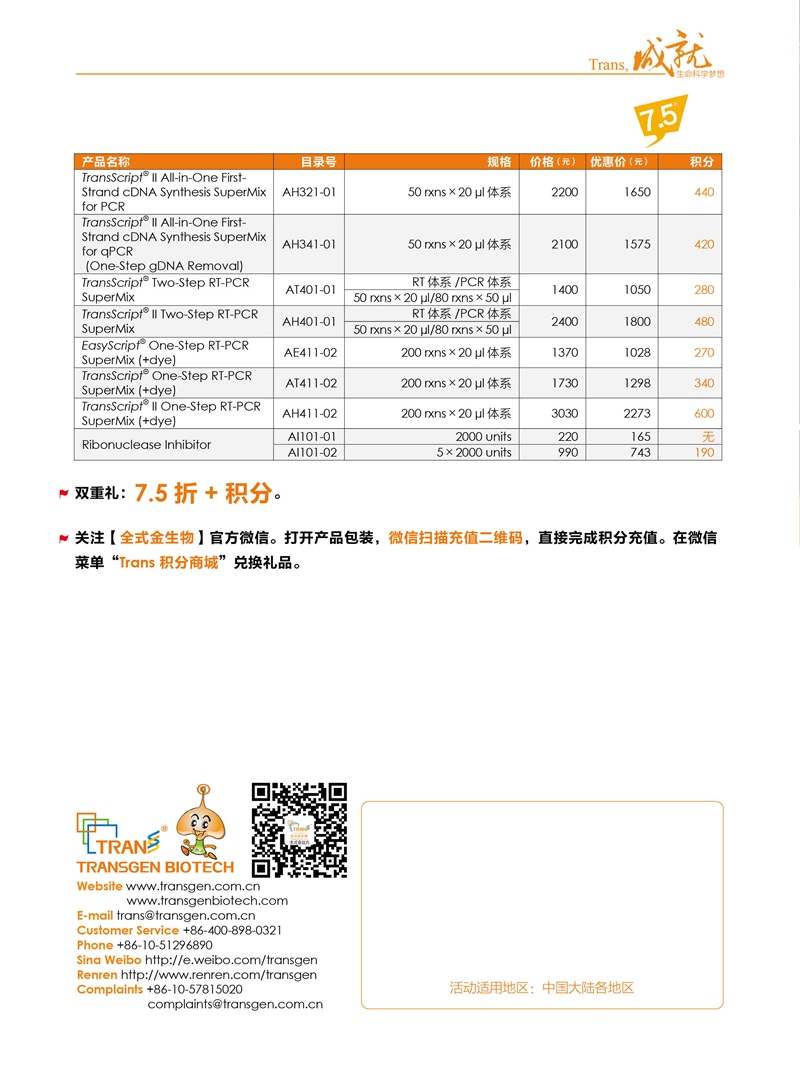 Trans, 成就
生命科学梦想
7.5折
产品名称 目录号 规格 价格（元） 优惠价（元） 积分
TransScript® II All-in-One First-
Strand cDNA Synthesis SuperMix
for PCR
AH321-01 50 rxns × 20 μl 体系 2200 1650 440
TransScript® II All-in-One First-
Strand cDNA Synthesis SuperMix
for qPCR
(One-Step gDNA Removal)
AH341-01 50 rxns × 20 μl 体系 2100 1575 420
TransScript® Two-Step RT-PCR
SuperMix
AT401-01 RT 体系 /PCR 体系 1400 1050 280
50 rxns × 20 μl/80 rxns × 50 μl
TransScript® II Two-Step RT-PCR
SuperMix
AH401-01 RT 体系 /PCR 体系 2400 1800 480
50 rxns × 20 μl/80 rxns × 50 μl
EasyScript® One-Step RT-PCR
SuperMix (+dye)
AE411-02 200 rxns × 20 μl 体系 1370 1028 270
TransScript® One-Step RT-PCR
SuperMix (+dye)
AT411-02 200 rxns × 20 μl 体系 1730 1298 340
TransScript® II One-Step RT-PCR
SuperMix (+dye)
AH411-02 200 rxns × 20 μl 体系 3030 2273 600
Ribonuclease Inhibitor
AI101-01 2000 units 220 165 无
AI101-02 5 × 2000 units 990 743 190
双重礼：7.5 折 + 积分。
关注【全式金生物】官方微信。打开产品包装，微信扫描充值二维码，直接完成积分充值。在微信
菜单“Trans 积分商城”兑换礼品。
TRANS®
TRANSGEN BIOTECH
Website www.transgen.com.cn
www.transgenbiotech.com
E-mail trans@transgen.com.cn
Customer Service +86-400-898-0321
Phone +86-10-51296890
Sina Weibo http://e.weibo.com/transgen
Renren http://www.renren.com/transgen
Complaints +86-10-57815020
complaints@transgen.com.cn
TRANS
活动适用地区：中国大陆各地区